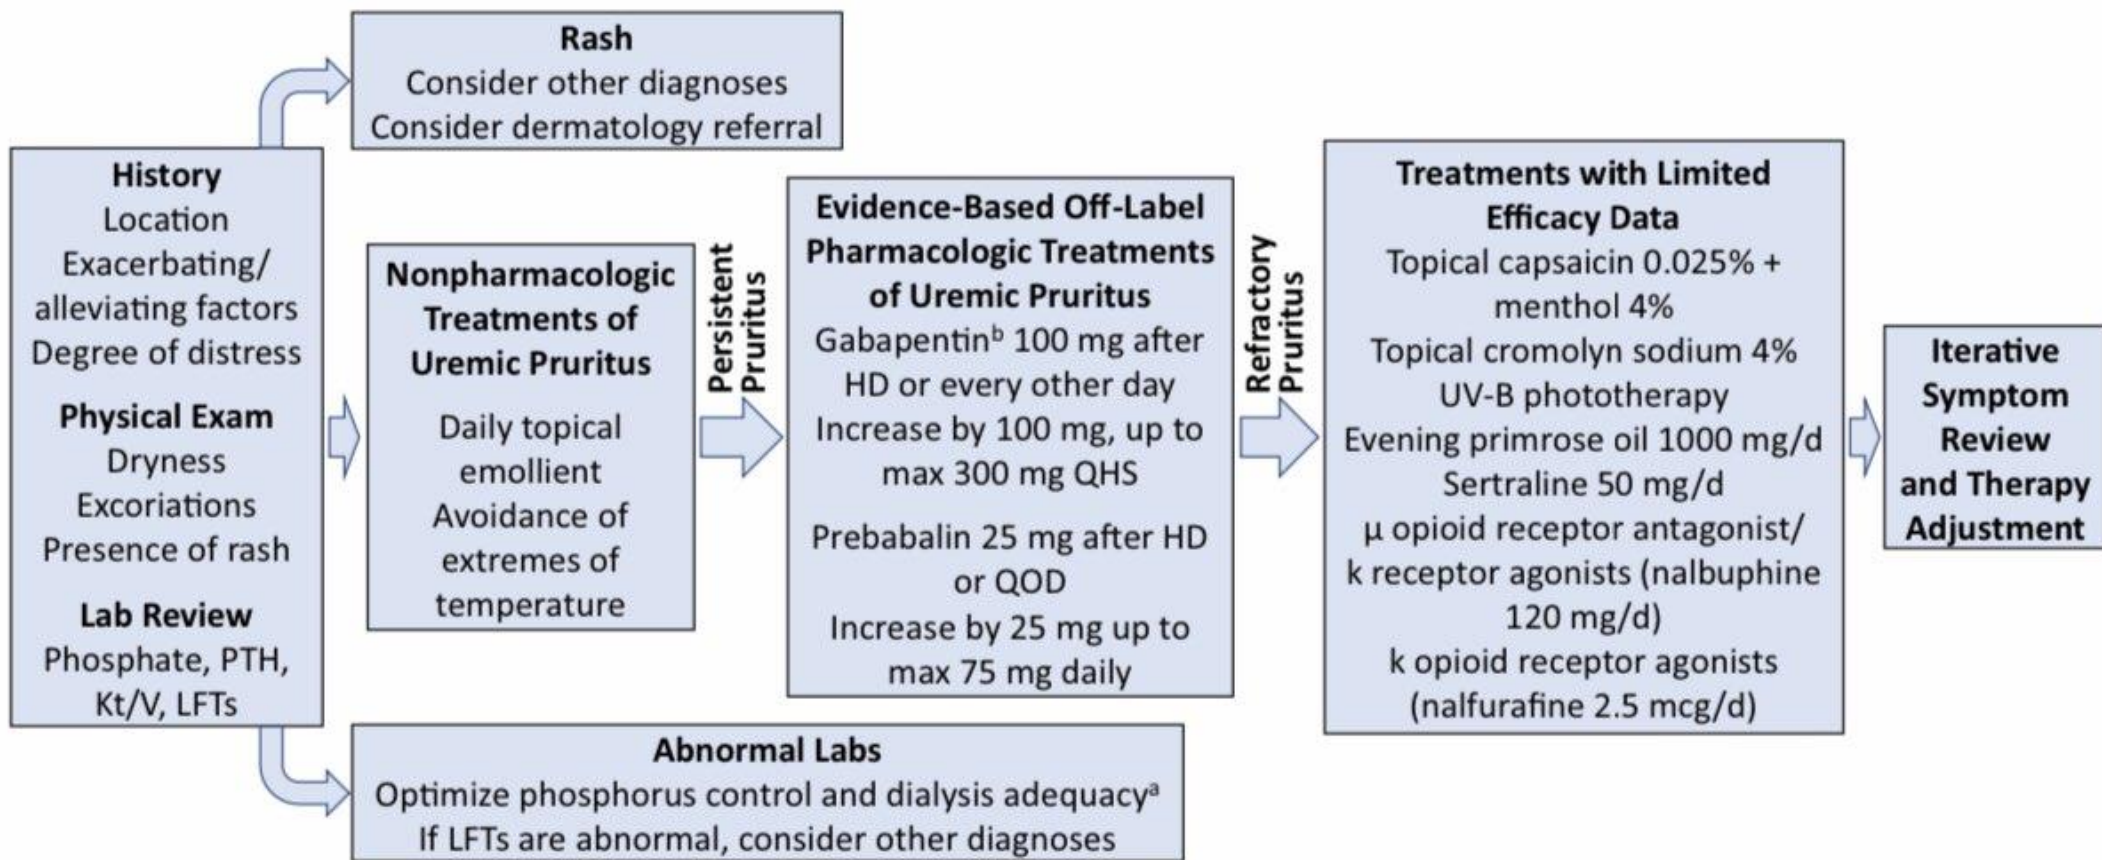 Rash
Consider other diagnoses
Consider dermatology referral
History
Location
Exacerbating/
alleviating factors
Degree of distress
Physical Exam
Dryness
Excoriations
Presence of rash
Lab Review
Phosphate, PTH,
Kt/V, LFTs
Nonpharmacologic
Treatments of
Uremic Pruritus
Daily topical
emollient
Avoidance of
extremes of
temperature
Persistent
Pruritus
Evidence-Based Off-Label
Pharmacologic Treatments
of Uremic Pruritus
Gabapentinᵇ 100 mg after
HD or every other day
Increase by 100 mg, up to
max 300 mg QHS
Prebabalin 25 mg after HD
or QOD
Increase by 25 mg up to
max 75 mg daily
Refractory
Pruritus
Treatments with Limited
Efficacy Data
Topical capsaicin 0.025% +
menthol 4%
Topical cromolyn sodium 4%
UV-B phototherapy
Evening primrose oil 1000 mg/d
Sertraline 50 mg/d
µ opioid receptor antagonist/
k receptor agonists (nalbuphine
120 mg/d)
k opioid receptor agonists
(nalfurafine 2.5 mcg/d)
Iterative
Symptom
Review
and Therapy
Adjustment
Abnormal Labs
Optimize phosphorus control and dialysis adequacyᵃ
If LFTs are abnormal, consider other diagnoses